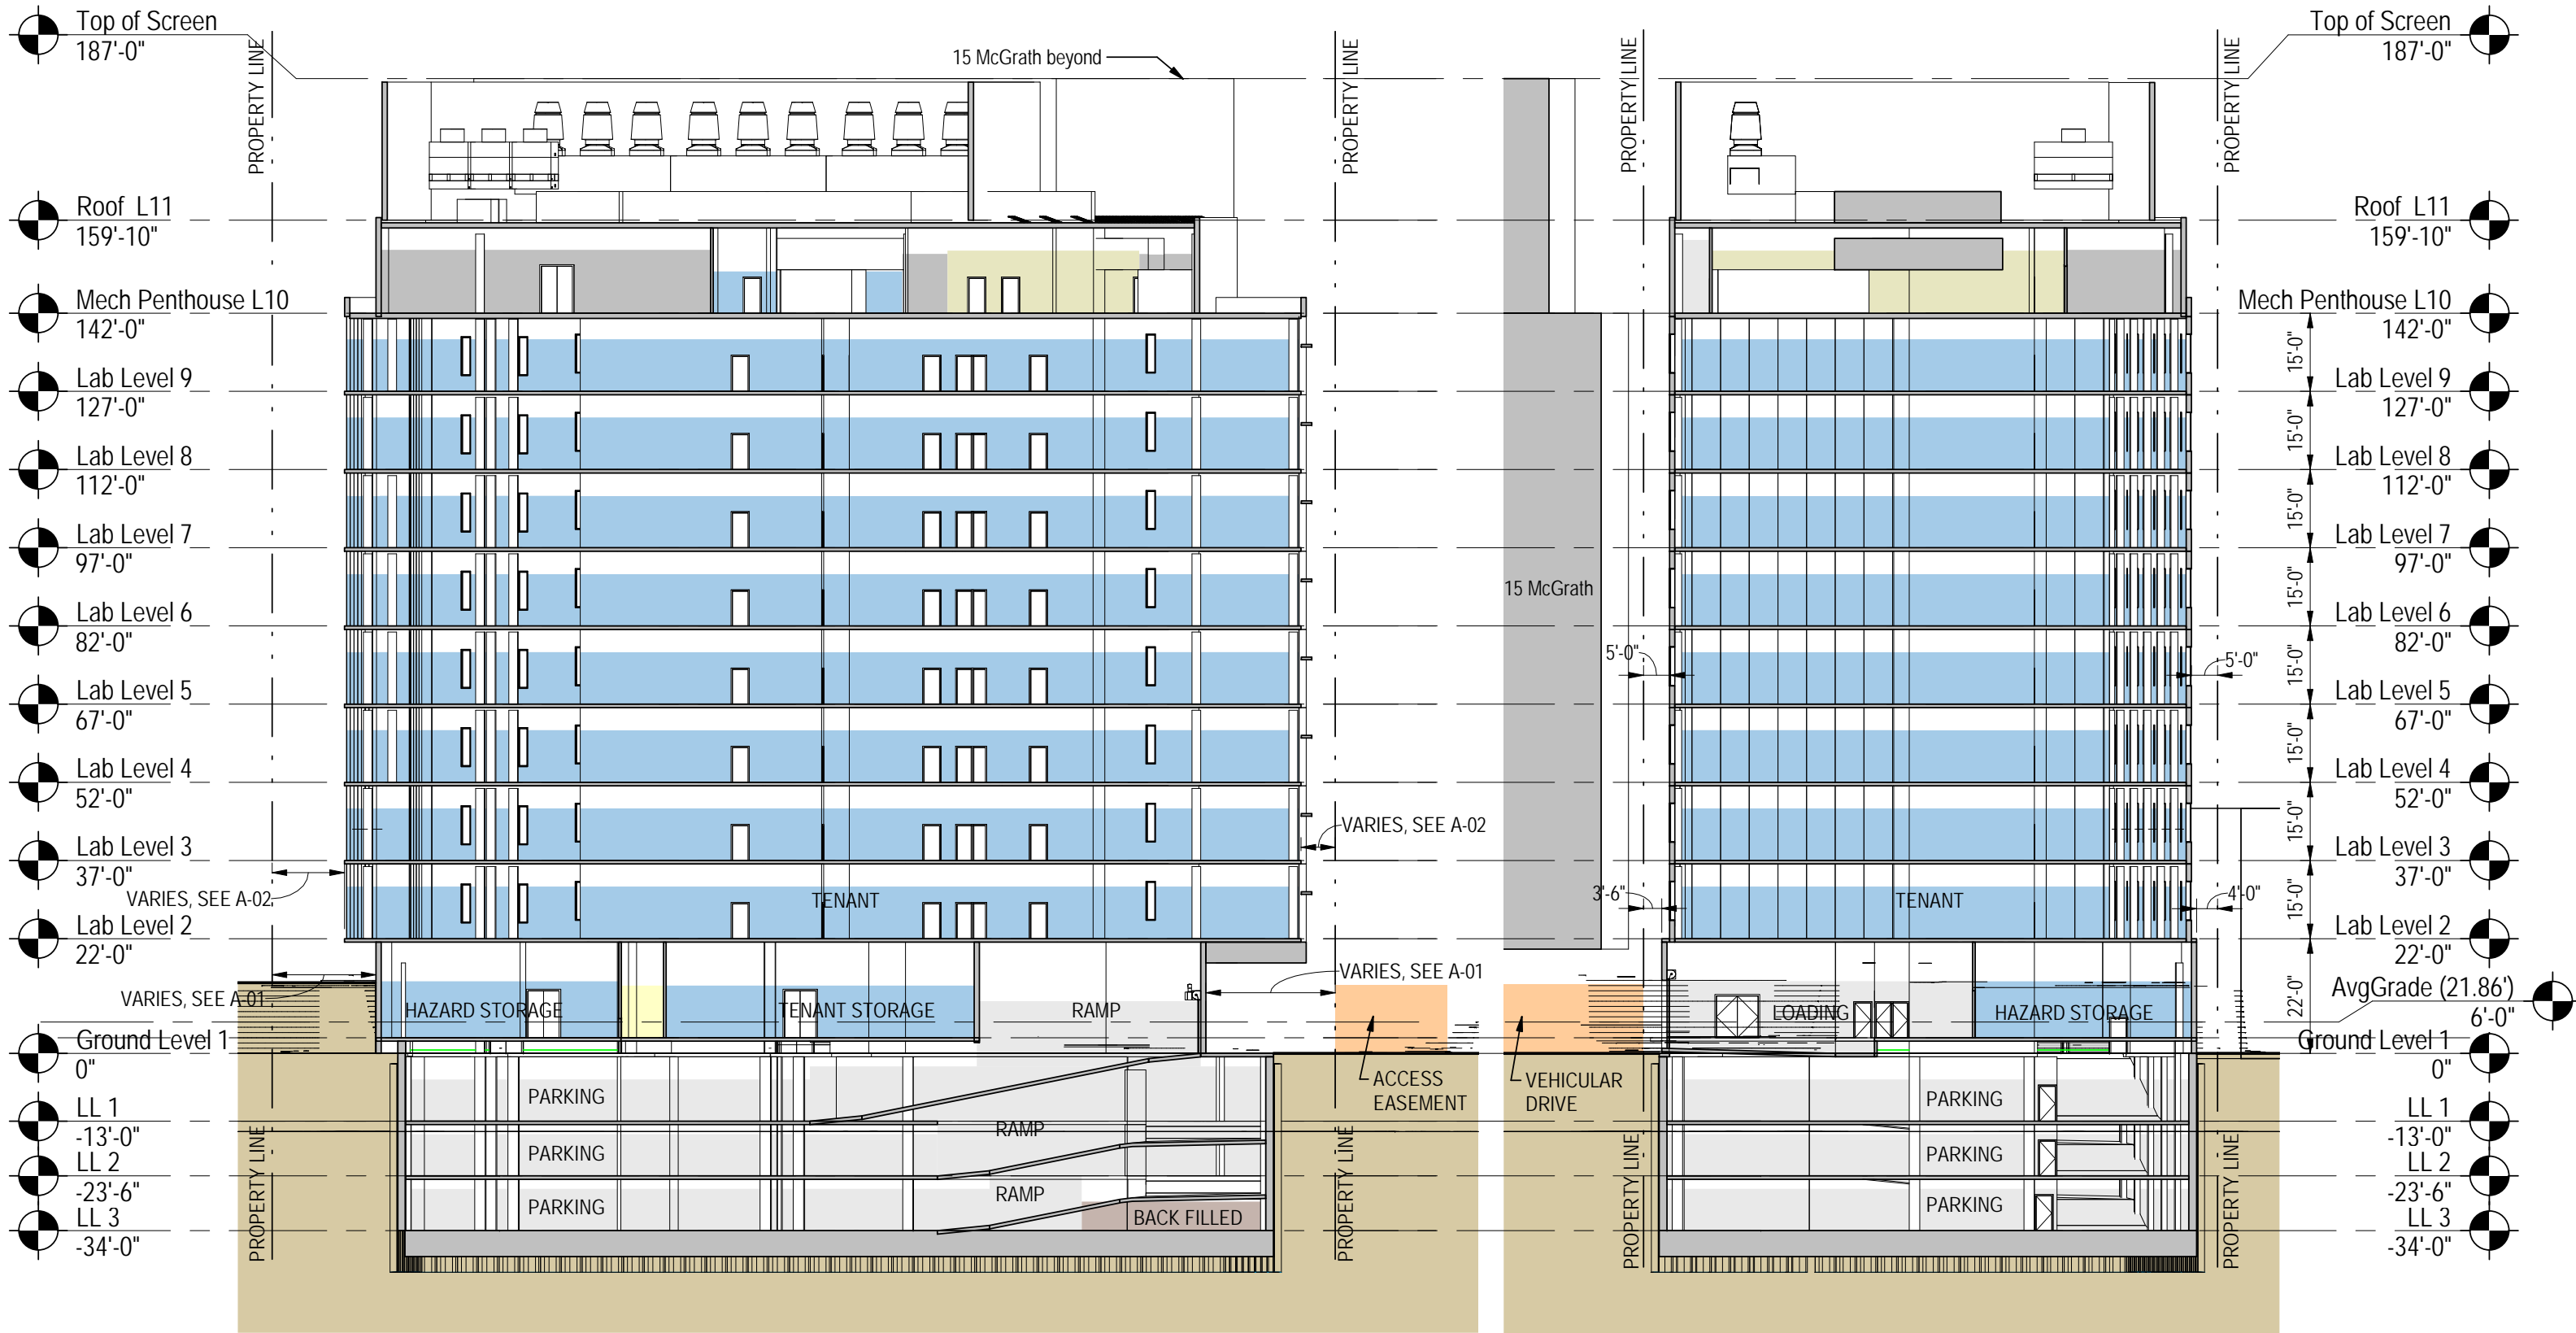 Top of Screen
187'-0"
Roof L11
159'-10"
Mech Penthouse L10
142'-0"
Lab Level 9
127'-0"
Lab Level 8
112'-0"
Lab Level 7
97'-0"
Lab Level 6
82'-0"
Lab Level 5
67'-0"
Lab Level 4
52'-0"
Lab Level 3
37'-0"
Lab Level 2
22'-0"
Ground Level 1
0"
LL 1
-13'-0"
LL 2
-23'-6"
LL 3
-34'-0"
PROPERTY LINE
PROPERTY LINE
15 McGrath beyond
PROPERTY LINE
PROPERTY LINE
VARIES, SEE A-02
VARIES, SEE A-01
VARIES, SEE A-02
VARIES, SEE A-01
TENANT
HAZARD STORAGE
TENANT STORAGE
RAMP
PARKING
PARKING
PARKING
RAMP
RAMP
BACK FILLED
ACCESS
EASEMENT
VEHICULAR
DRIVE
15 McGrath
PROPERTY LINE
PROPERTY LINE
PROPERTY LINE
PROPERTY LINE
5'-0"
5'-0"
3'-6"
4'-0"
TENANT
LOADING
HAZARD STORAGE
PARKING
PARKING
PARKING
15'-0"
15'-0"
15'-0"
15'-0"
15'-0"
15'-0"
15'-0"
15'-0"
22'-0"
Top of Screen
187'-0"
Roof L11
159'-10"
Mech Penthouse L10
142'-0"
Lab Level 9
127'-0"
Lab Level 8
112'-0"
Lab Level 7
97'-0"
Lab Level 6
82'-0"
Lab Level 5
67'-0"
Lab Level 4
52'-0"
Lab Level 3
37'-0"
Lab Level 2
22'-0"
AvgGrade (21.86')
6'-0"
Ground Level 1
0"
LL 1
-13'-0"
LL 2
-23'-6"
LL 3
-34'-0"